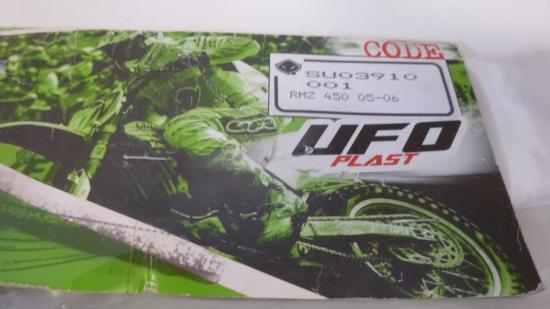 CODE
SU03910
001
RMZ 450 05-06
UFO
PLAST